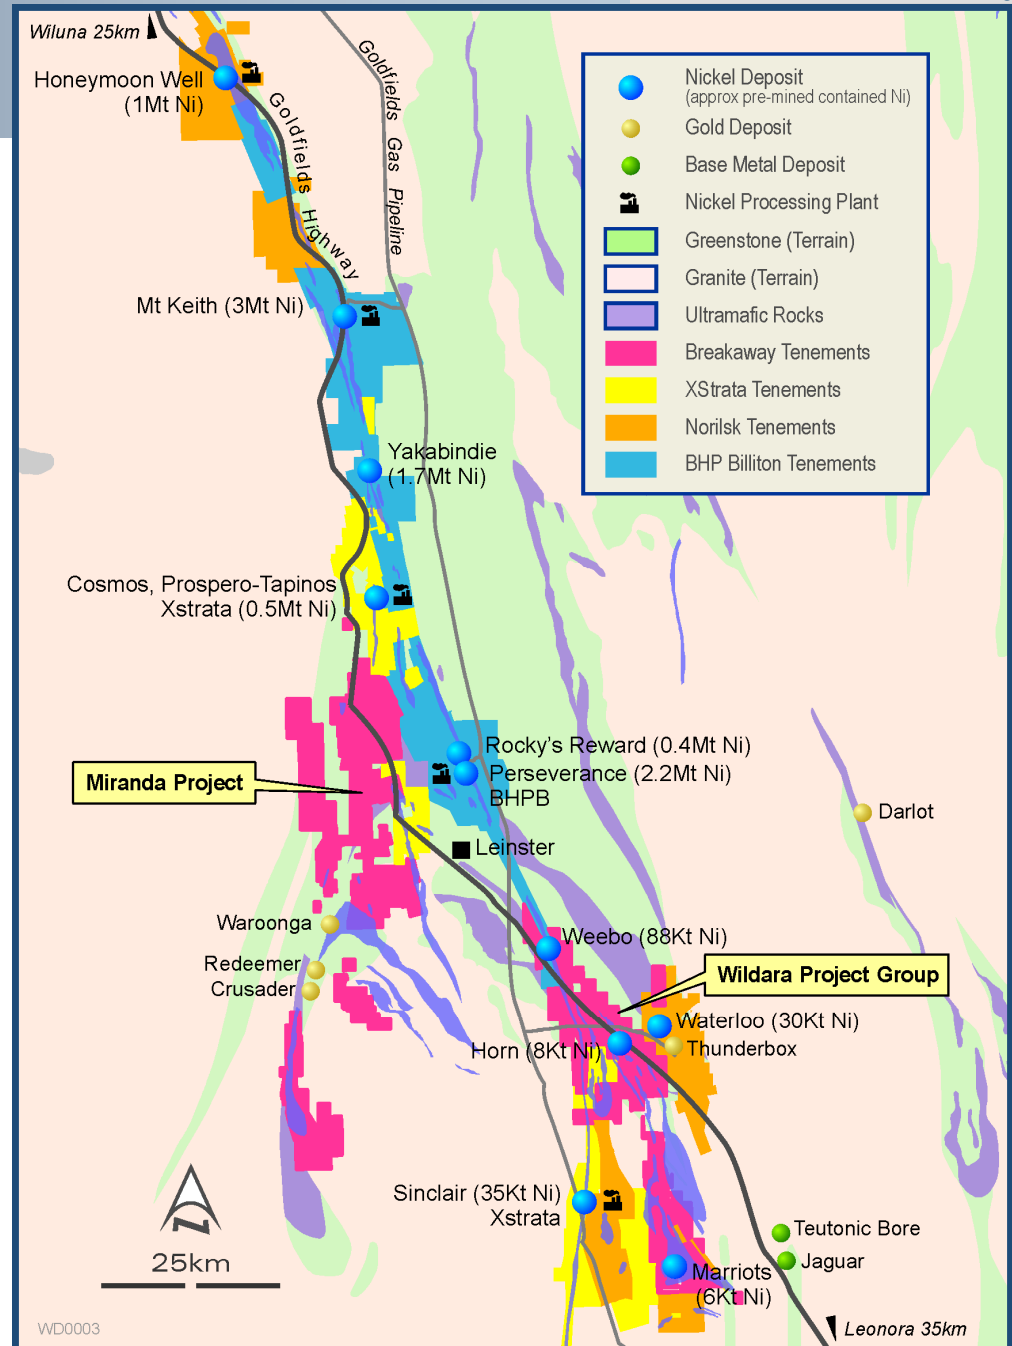 Wiluna 25km
Honeymoon Well
(1Mt Ni)
Goldfields Highway
Goldfields Gas Pipeline
Nickel Deposit
(approx pre-mined contained Ni)
Gold Deposit
Base Metal Deposit
Nickel Processing Plant
Greenstone (Terrain)
Granite (Terrain)
Ultramafic Rocks
Breakaway Tenements
XStrata Tenements
Norilsk Tenements
BHP Billiton Tenements
Mt Keith (3Mt Ni)
Yakabindie
(1.7Mt Ni)
Cosmos, Prospero-Tapinos
Xstrata (0.5Mt Ni)
Rocky's Reward (0.4Mt Ni)
Perseverance (2.2Mt Ni)
BHPB
Miranda Project
Darlot
Leinster
Waroonga
Weebo (88Kt Ni)
Redeemer
Crusader
Wildara Project Group
Waterloo (30Kt Ni)
Thunderbox
Horn (8Kt Ni)
Sinclair (35Kt Ni)
Xstrata
Teutonic Bore
Jaguar
Marriots
(6Kt Ni)
N
25km
WD0003
Leonora 35km